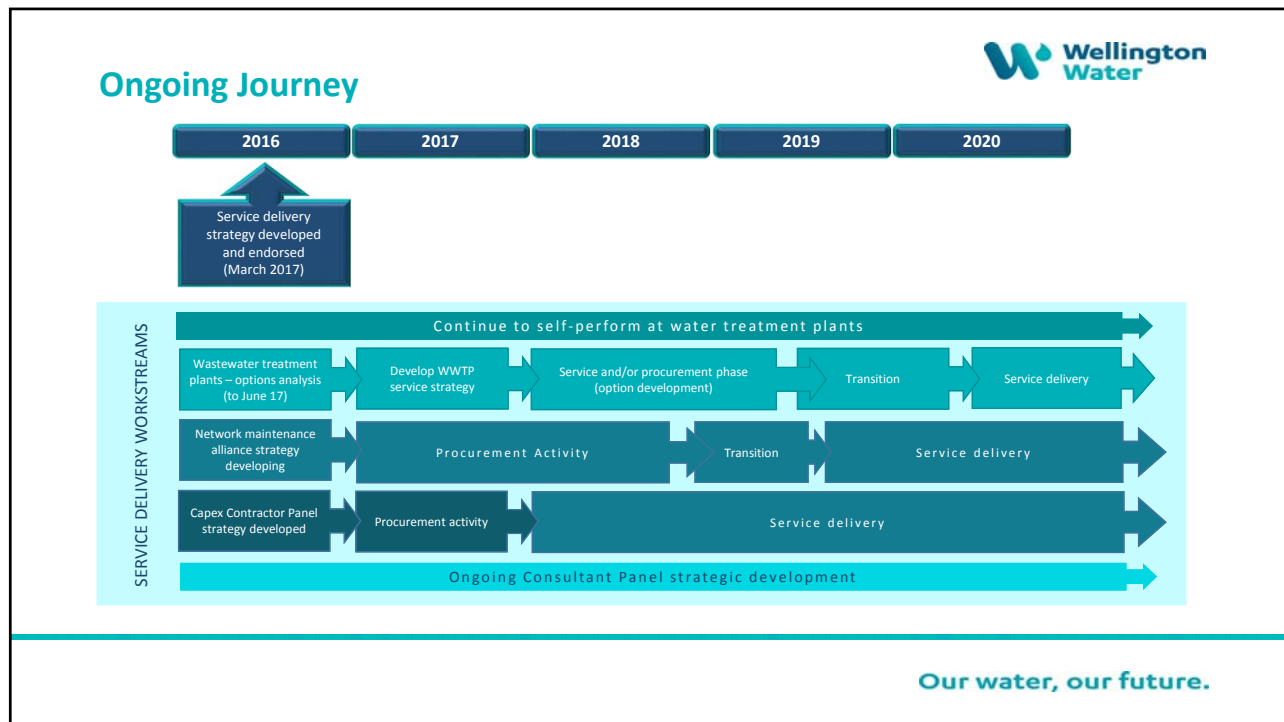 Wellington
Water
Ongoing Journey
2016
2017
2018
2019
2020
Service delivery
strategy developed
and endorsed
(March 2017)
SERVICE DELIVERY WORKSTREAMS
Continue to self-perform at water treatment plants
Wastewater treatment
plants – options analysis
(to June 17)
Develop WWTP
service strategy
Service and/or procurement phase
(option development)
Transition
Service delivery
Network maintenance
alliance strategy
developing
Procurement Activity
Transition
Service delivery
Capex Contractor Panel
strategy developed
Procurement activity
Service delivery
Ongoing Consultant Panel strategic development
Our water, our future.